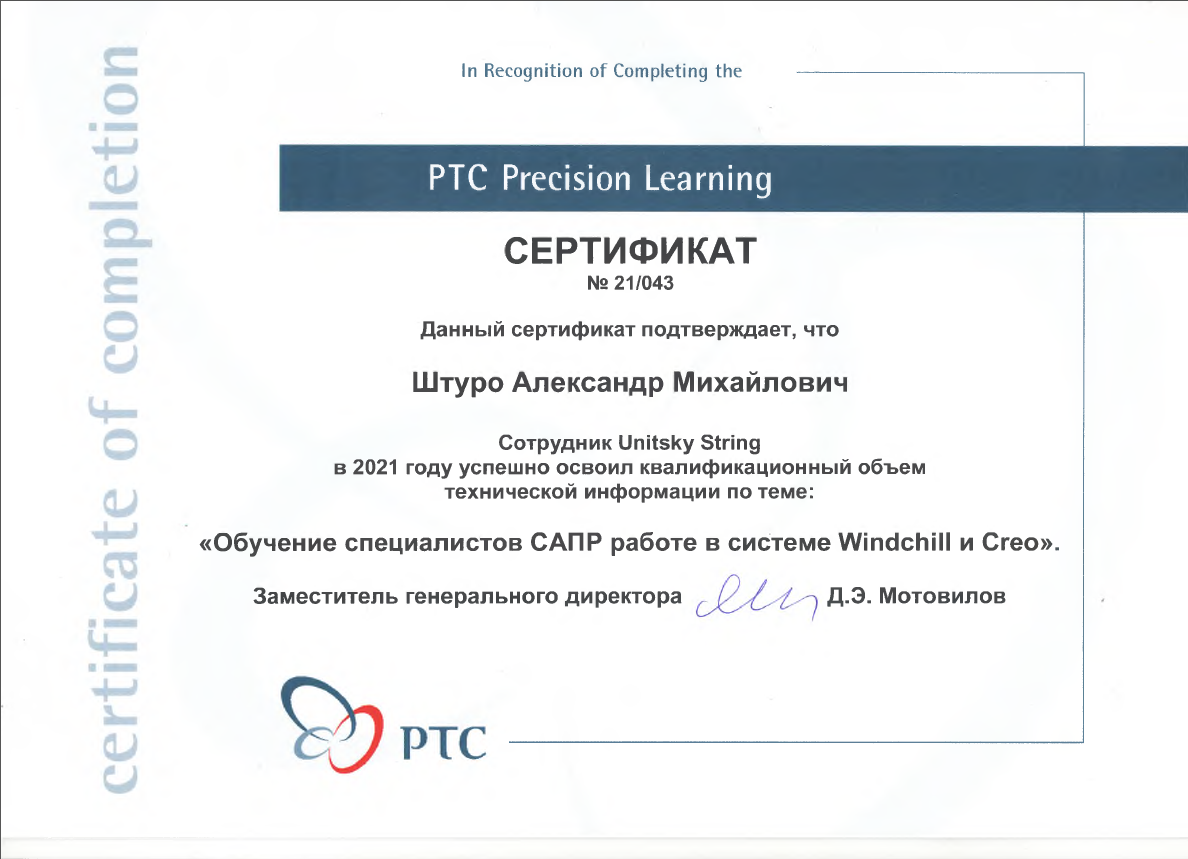 certificate of completion
In Recognition of Completing the
PTC Precision Learning
СЕРТИФИКАТ
№ 21/043
Данный сертификат подтверждает, что
Штуро Александр Михайлович
Сотрудник Unitsky String
в 2021 году успешно освоил квалификационный объем
технической информации по теме:
«Обучение специалистов САПР работе в системе Windchill и Creo».
Заместитель генерального директора Д.Э. Мотовилов
PTC